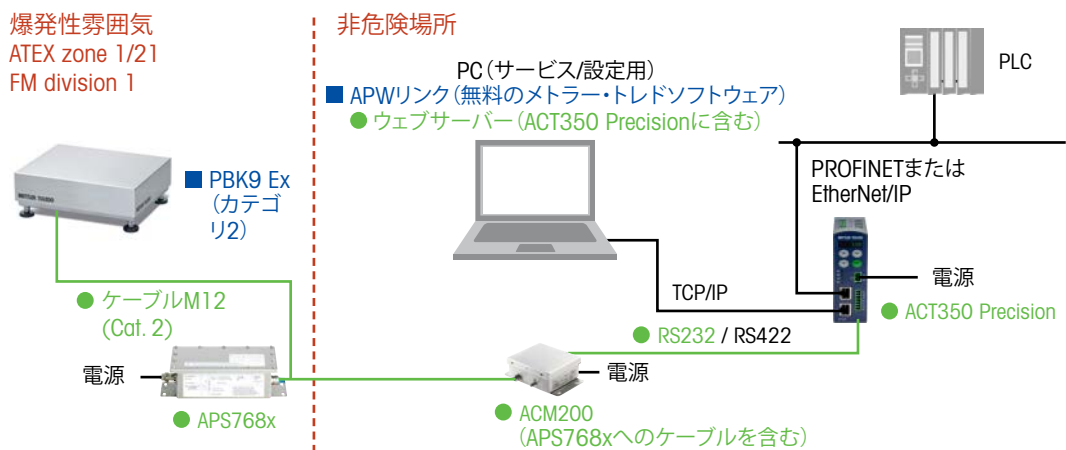 爆発性雰囲気
ATEX zone 1/21
FM division 1
非危険場所
PC（サービス/設定用）
■ APWリンク（無料のメトラー・トレドソフトウェア）
● ウェブサーバー（ACT350 Precisionに含む）
PLC
■ PBK9 Ex
（カテゴ
リ2）
PROFINETまたは
EtherNet/IP
電源
● ACT350 Precision
TCP/IP
● ケーブルM12
(Cat. 2)
● RS232 / RS422
電源
● APS768x
電源
● ACM200
（APS768xへのケーブルを含む）